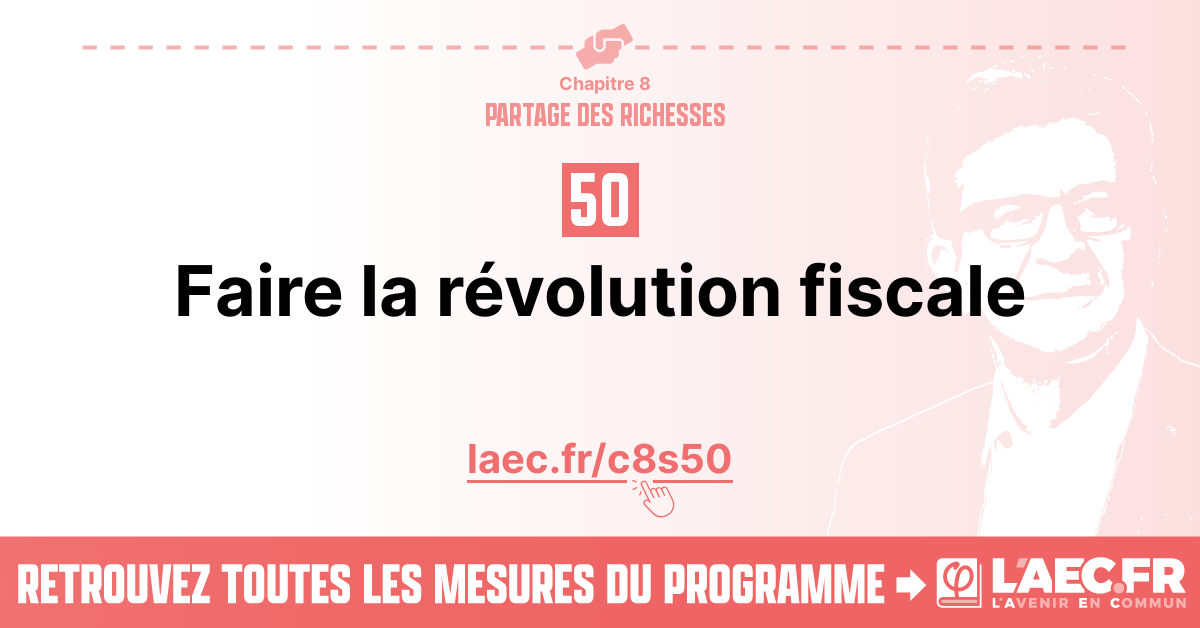 Chapitre 8
PARTAGE DES RICHESSES
50
Faire la révolution fiscale
laec.fr/c8s50
RETROUVEZ TOUTES LES MESURES DU PROGRAMME
φ L'AEC.FR
L'AVENIR EN COMMUN